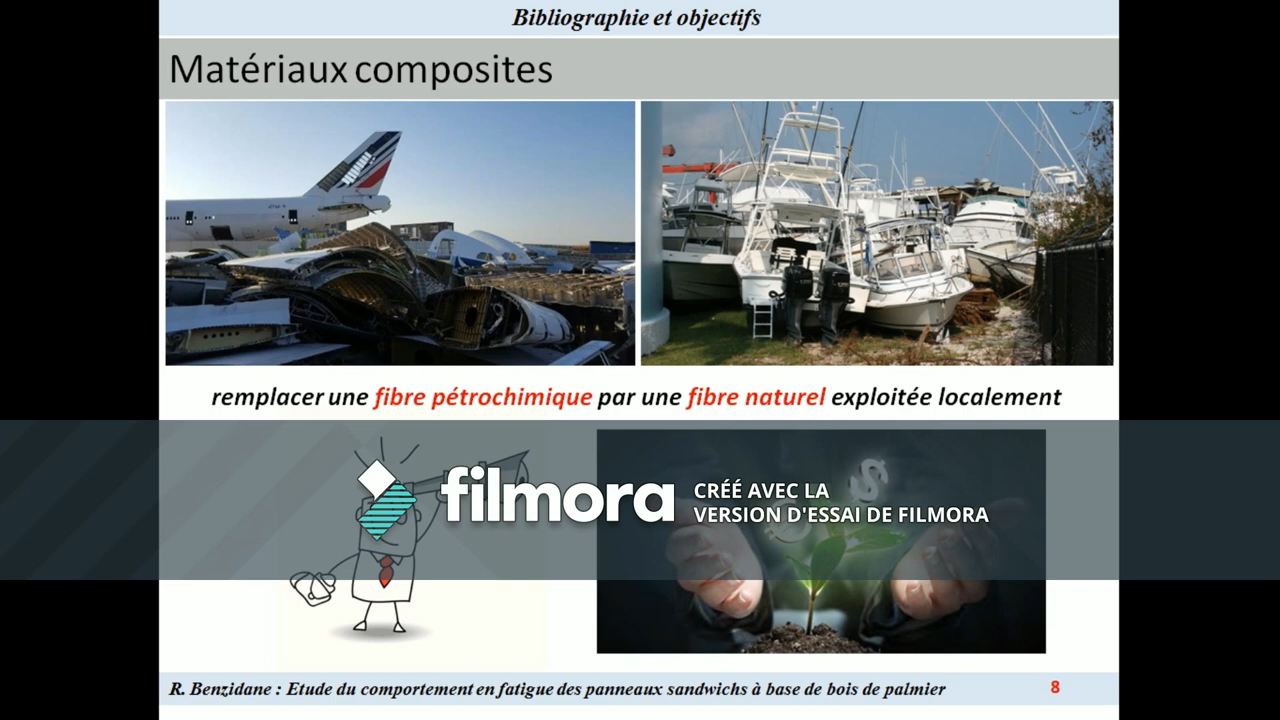 Bibliographie et objectifs
Matériaux composites
remplacer une fibre pétrochimique par une fibre naturel exploitée localement
filmora
CRÉÉ AVEC LA
VERSION D'ESSAI DE FILMORA
R. Benzidane : Etude du comportement en fatigue des panneaux sandwichs à base de bois de palmier
8